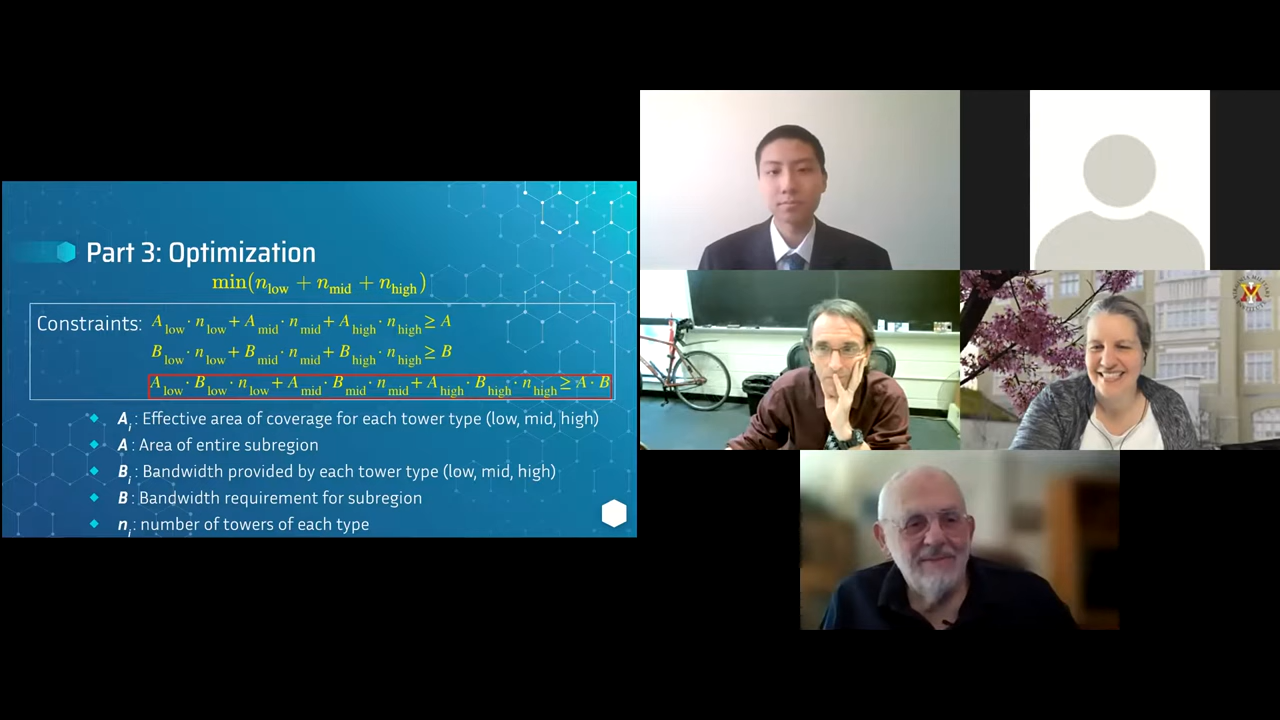 Part 3: Optimization
min(n_low + n_mid + n_high)
Constraints: A_low · n_low + A_mid · n_mid + A_high · n_high ≥ A
B_low · n_low + B_mid · n_mid + B_high · n_high ≥ B
A_low · B_low · n_low + A_mid · B_mid · n_mid + A_high · B_high · n_high ≥ A · B
A_i : Effective area of coverage for each tower type (low, mid, high)
A : Area of entire subregion
B_i : Bandwidth provided by each tower type (low, mid, high)
B : Bandwidth requirement for subregion
n_i : number of towers of each type